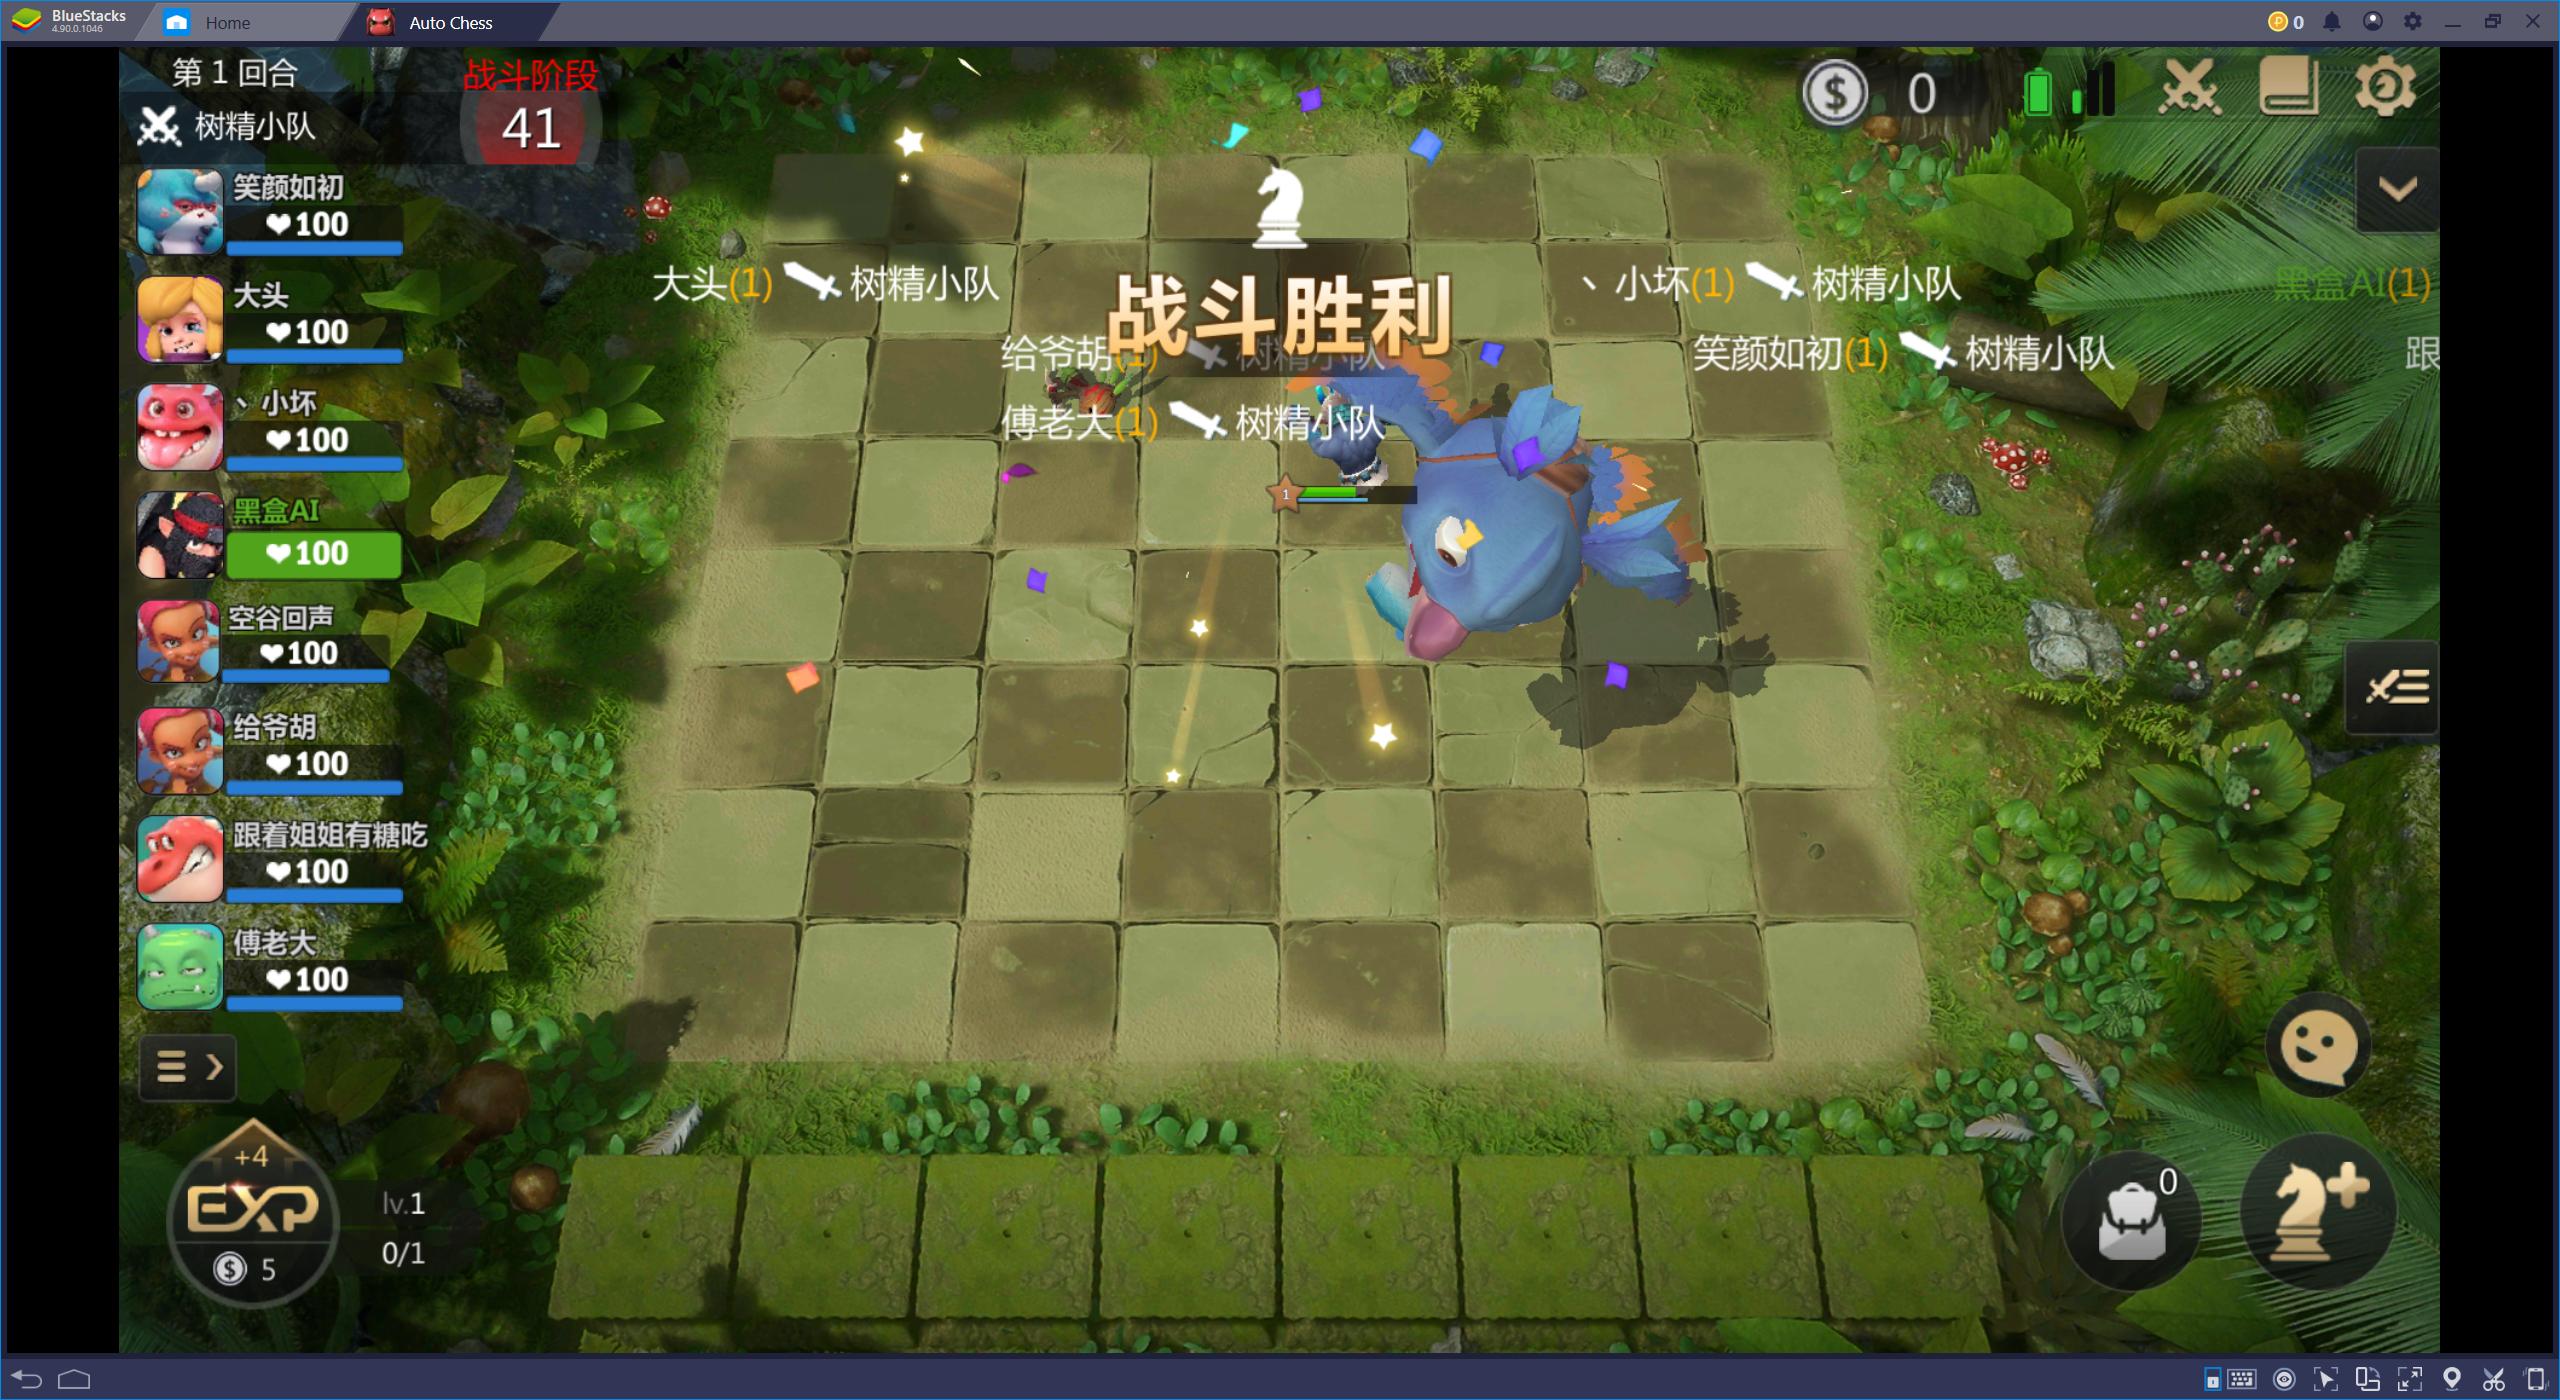 BlueStacks
4.90.0.1046
Home
Auto Chess
0
第1回合
战斗阶段
树精小队
41
0
笑颜如初
100
大头
100
丶小坏
100
黑盒AI
100
空谷回声
100
给爷胡
100
跟着姐姐有糖吃
100
傅老大
100
大头(1) 树精小队
丶小坏(1) 树精小队
黑盒AI(1)
战斗胜利
给爷胡(1) 树精小队
笑颜如初(1) 树精小队
跟
傅老大(1) 树精小队
1
+4
EXP
5
lv.1
0/1
0